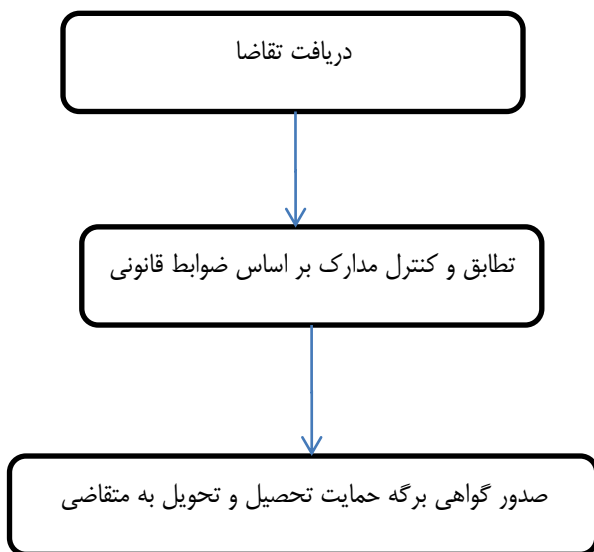 دریافت تقاضا
تطابق و کنترل مدارک بر اساس ضوابط قانونی
صدور گواهی برگه حمایت تحصیل و تحویل به متقاضی